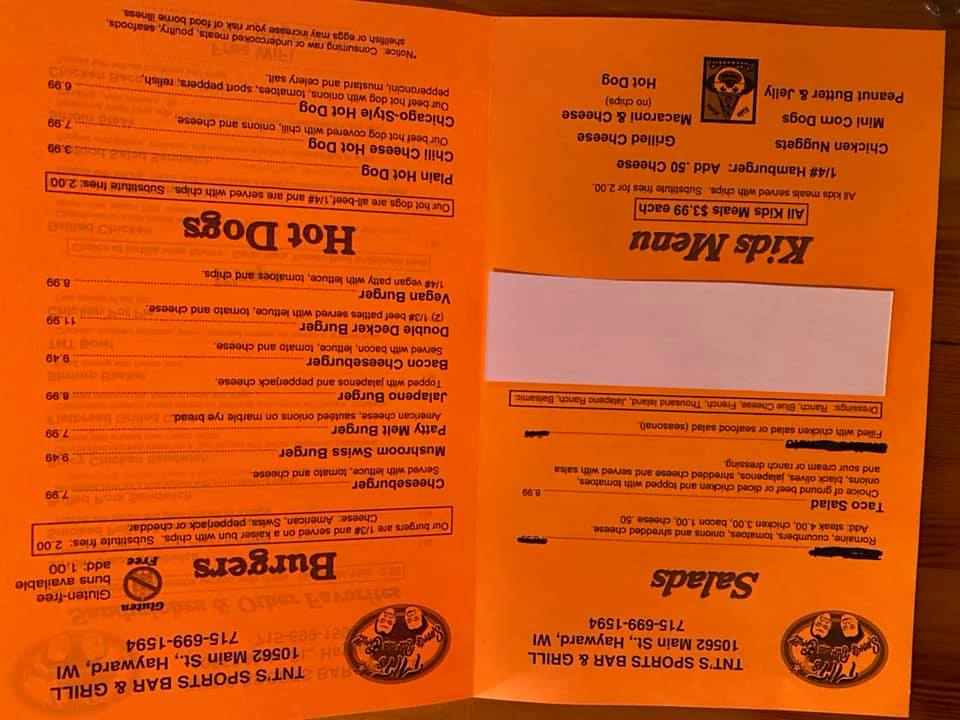 TNT'S SPORTS BAR & GRILL
10562 Main St., Hayward, WI
715-699-1594
Salads
Romaine, cucumbers, tomatoes, onions and shredded cheese.
Add: steak 4.00, chicken 3.00, bacon 1.00, cheese .50
Taco Salad 8.99
Choice of ground beef or diced chicken and topped with tomatoes,
onions, black olives, jalapenos, shredded cheese and served with salsa
and sour cream or ranch dressing.
Filled with chicken salad or seafood salad (seasonal).
Dressings: Ranch, Blue Cheese, French, Thousand Island, Jalapeno Ranch, Balsamic.
Kids Menu
All Kids Meals $3.99 each
All kids meals served with chips. Substitute fries for 2.00
1/4# Hamburger: Add .50 Cheese
Chicken Nuggets
Mini Corn Dogs
Peanut Butter & Jelly
Grilled Cheese
Macaroni & Cheese
(no chips)
Hot Dog
TNT'S SPORTS BAR & GRILL
10562 Main St., Hayward, WI
715-699-1594
Burgers
Gluten
Free
Gluten-free
buns available
add: 1.00
Our burgers are 1/3# and served on a kaiser bun with chips. Substitute fries: 2.00
Cheese: American, Swiss, pepperjack or cheddar.
Cheeseburger 7.99
Served with lettuce, tomato and cheese.
Mushroom Swiss Burger 9.49
Patty Melt Burger 7.99
American cheese, sautéed onions on marble rye bread.
Jalapeno Burger 8.99
Topped with jalapenos and pepperjack cheese.
Bacon Cheeseburger 9.49
Served with bacon, lettuce, tomato and cheese.
Double Decker Burger 11.99
(2) 1/3# beef patties served with lettuce, tomato and cheese.
Vegan Burger 8.99
1/4# vegan patty with lettuce, tomatoes and chips.
Hot Dogs
Our hot dogs are all-beef,1/4# and are served with chips. Substitute, fries: 2.00
Plain Hot Dog 3.99
Chili Cheese Hot Dog 7.99
Our beef hot dog covered with chili, onions and cheese.
Chicago-Style Hot Dog 6.99
Our beef hot dog with onions, tomatoes, sport peppers, relish,
pepperoncini, mustard and celery salt.
*Notice: Consuming raw or undercooked meats, poultry, seafoods,
shellfish or eggs may increase your risk of food borne illness.